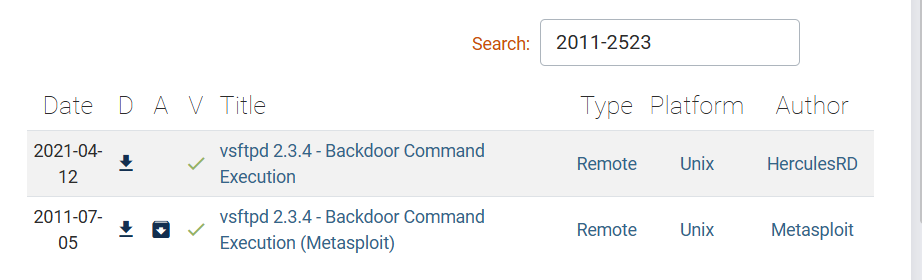 Search: 2011-2523
Date D A V Title Type Platform Author
2021-04-
12
vsftpd 2.3.4 - Backdoor Command
Execution
Remote Unix HerculesRD
2011-07-
05
vsftpd 2.3.4 - Backdoor Command
Execution (Metasploit)
Remote Unix Metasploit